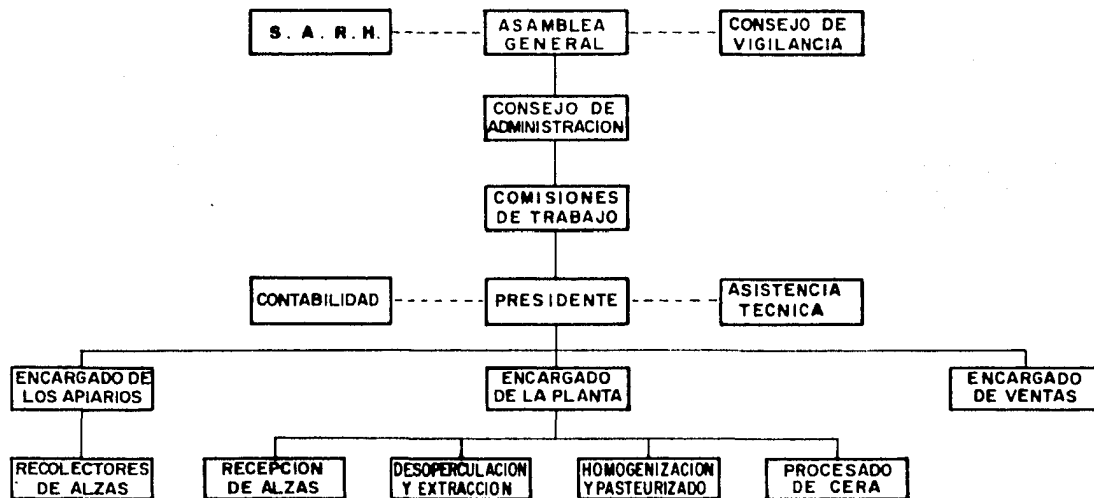 S. A. R. H.
ASAMBLEA
GENERAL
CONSEJO DE
VIGILANCIA
CONSEJO DE
ADMINISTRACION
COMISIONES
DE TRABAJO
CONTABILIDAD
PRESIDENTE
ASISTENCIA
TECNICA
ENCARGADO DE
LOS APIARIOS
ENCARGADO
DE LA PLANTA
ENCARGADO
DE VENTAS
RECOLECTORES
DE ALZAS
RECEPCION
DE ALZAS
DESOPERCULACION
Y EXTRACCION
HOMOGENIZACION
Y PASTEURIZADO
PROCESADO
DE CERA